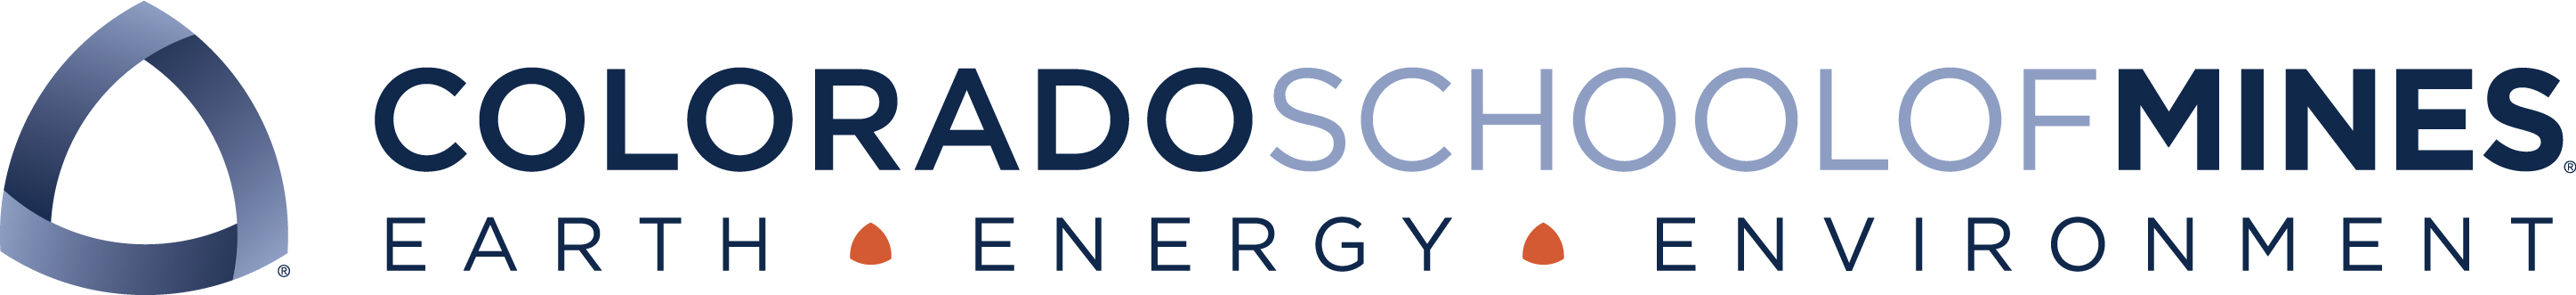 COLORADOSCHOOLOFMINES®
EARTH ENERGY ENVIRONMENT
®